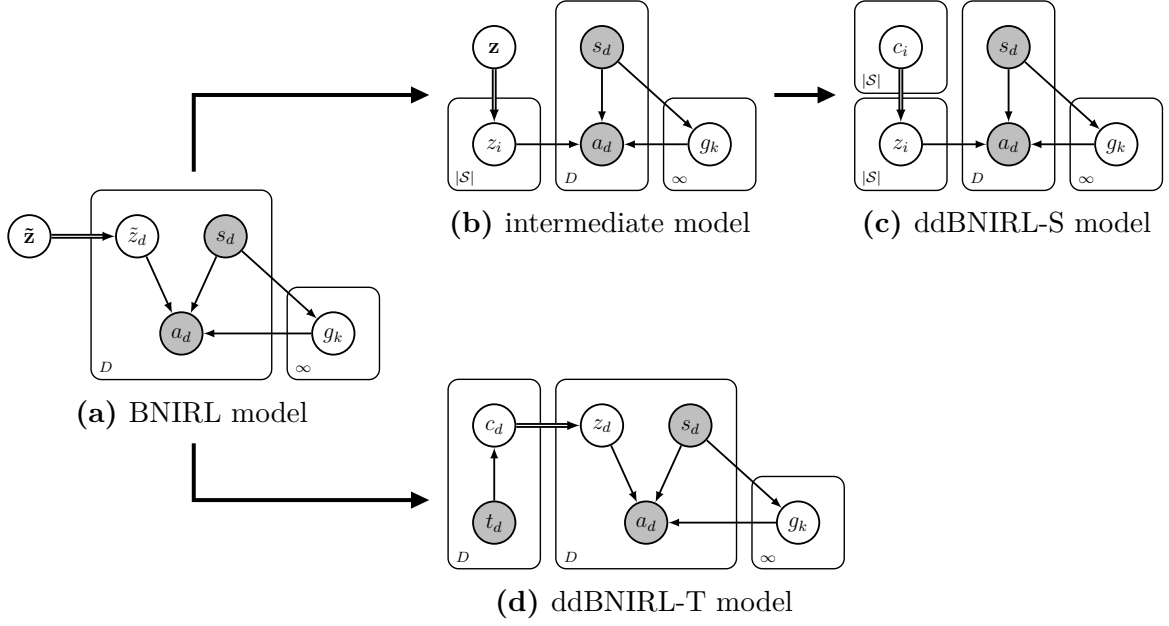 z
s_d
z_i
a_d
g_k
|S|
D
∞
(b) intermediate model
c_i
s_d
|S|
z_i
a_d
g_k
|S|
D
∞
(c) ddBNIRL-S model
z̃
z̃_d
s_d
a_d
g_k
D
∞
(a) BNIRL model
c_d
z_d
s_d
t_d
a_d
g_k
D
D
∞
(d) ddBNIRL-T model